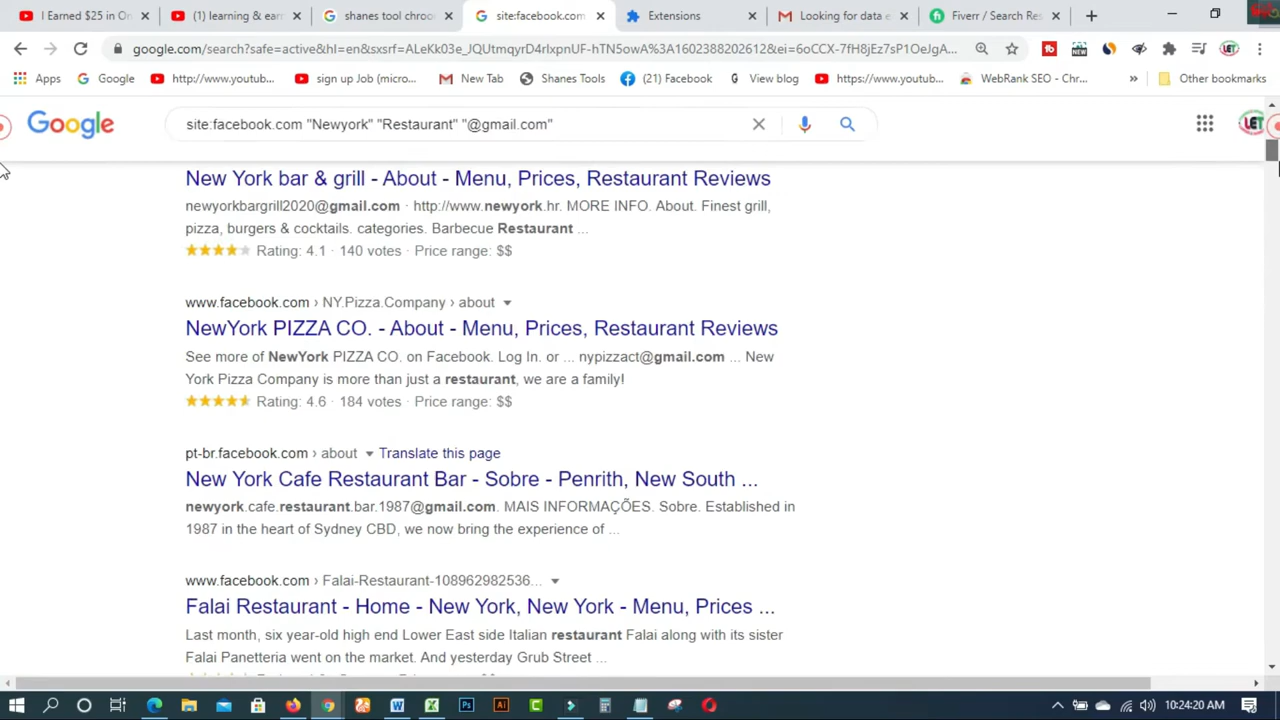 I Earned $25 in On
(1) learning & earn
shanes tool chroc
site:facebook.com
Extensions
Looking for data e
Fiverr / Search Res
google.com/search?safe=active&hl=en&sxsrf=ALeKk03e_JQUtmqyrD4rlxpnUF-hTN5owA%3A1602388202612&ei=6oCCX-7fH8jEz7sP1OeJgA...
Apps
Google
http://www.youtub...
sign up Job (micro...
New Tab
Shanes Tools
(21) Facebook
View blog
https://www.youtub...
WebRank SEO - Chr...
»
Other bookmarks
Google
site:facebook.com "Newyork" "Restaurant" "@gmail.com"
LET
New York bar & grill - About - Menu, Prices, Restaurant Reviews
newyorkbargrill2020@gmail.com · http://www.newyork.hr. MORE INFO. About. Finest grill,
pizza, burgers & cocktails. categories. Barbecue Restaurant ...
Rating: 4.1 · 140 votes · Price range: $$
www.facebook.com › NY.Pizza.Company › about
NewYork PIZZA CO. - About - Menu, Prices, Restaurant Reviews
See more of NewYork PIZZA CO. on Facebook. Log In. or ... nypizzact@gmail.com ... New
York Pizza Company is more than just a restaurant, we are a family!
Rating: 4.6 · 184 votes · Price range: $$
pt-br.facebook.com › about
Translate this page
New York Cafe Restaurant Bar - Sobre - Penrith, New South ...
newyork.cafe.restaurant.bar.1987@gmail.com. MAIS INFORMAÇÕES. Sobre. Established in
1987 in the heart of Sydney CBD, we now bring the experience of ...
www.facebook.com › Falai-Restaurant-108962982536...
Falai Restaurant - Home - New York, New York - Menu, Prices ...
Last month, six year-old high end Lower East side Italian restaurant Falai along with its sister
Falai Panetteria went on the market. And yesterday Grub Street ...
10:24:20 AM